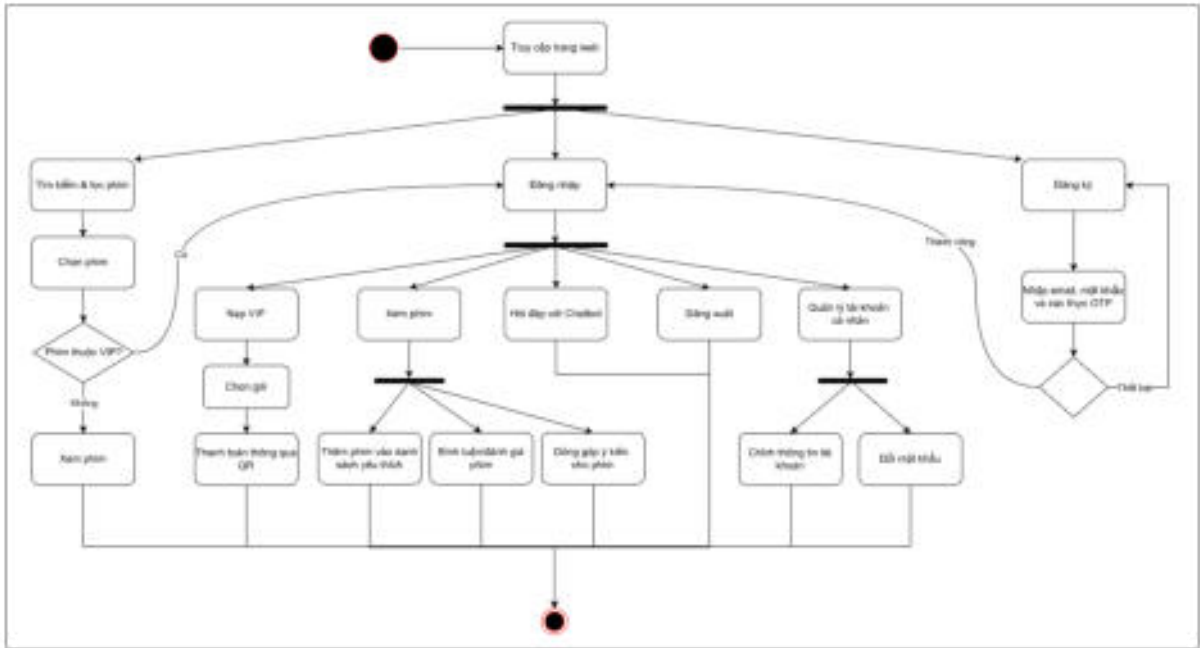 Truy cập trang web
Tìm kiếm & lọc phim
Đăng nhập
Đăng ký
Chọn phim
Có
Thành công
Nhập email, mật khẩu
và xác thực OTP
Nạp VIP
Xem phim
Hỏi đáp với Chatbot
Đăng xuất
Quản lý tài khoản
cá nhân
Phim thuộc VIP?
Chọn gói
Thất bại
Không
Xem phim
Thanh toán thông qua
QR
Thêm phim vào danh
sách yêu thích
Bình luận/đánh giá
phim
Đóng góp ý kiến
cho phim
Chỉnh thông tin tài
khoản
Đổi mật khẩu